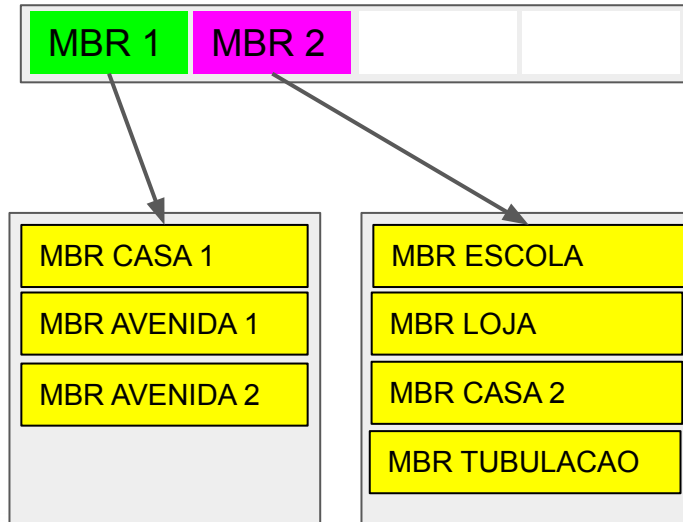 MBR 1
MBR 2
MBR CASA 1
MBR AVENIDA 1
MBR AVENIDA 2
MBR ESCOLA
MBR LOJA
MBR CASA 2
MBR TUBULACAO